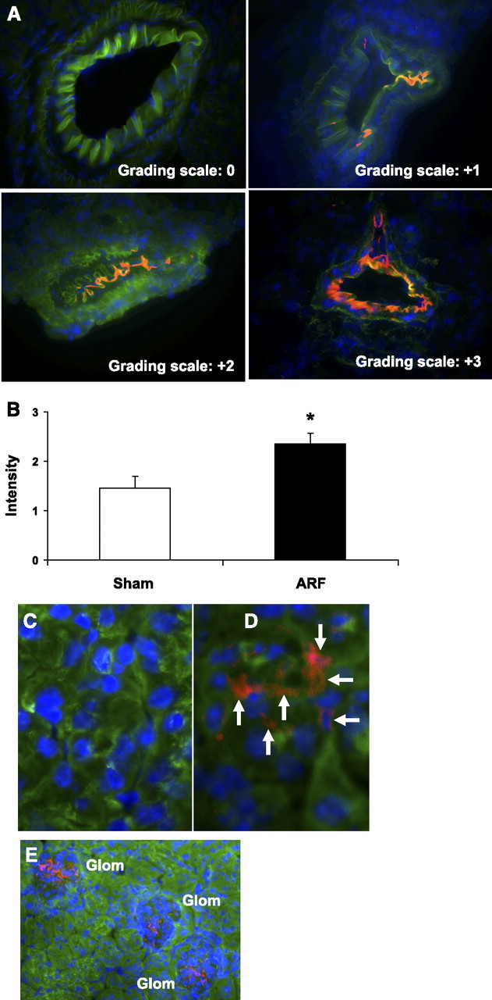 A
Grading scale: 0
Grading scale: +1
Grading scale: +2
Grading scale: +3
B
3
*
2
Intensity
1
0
Sham ARF
C
D
E
Glom
Glom
Glom